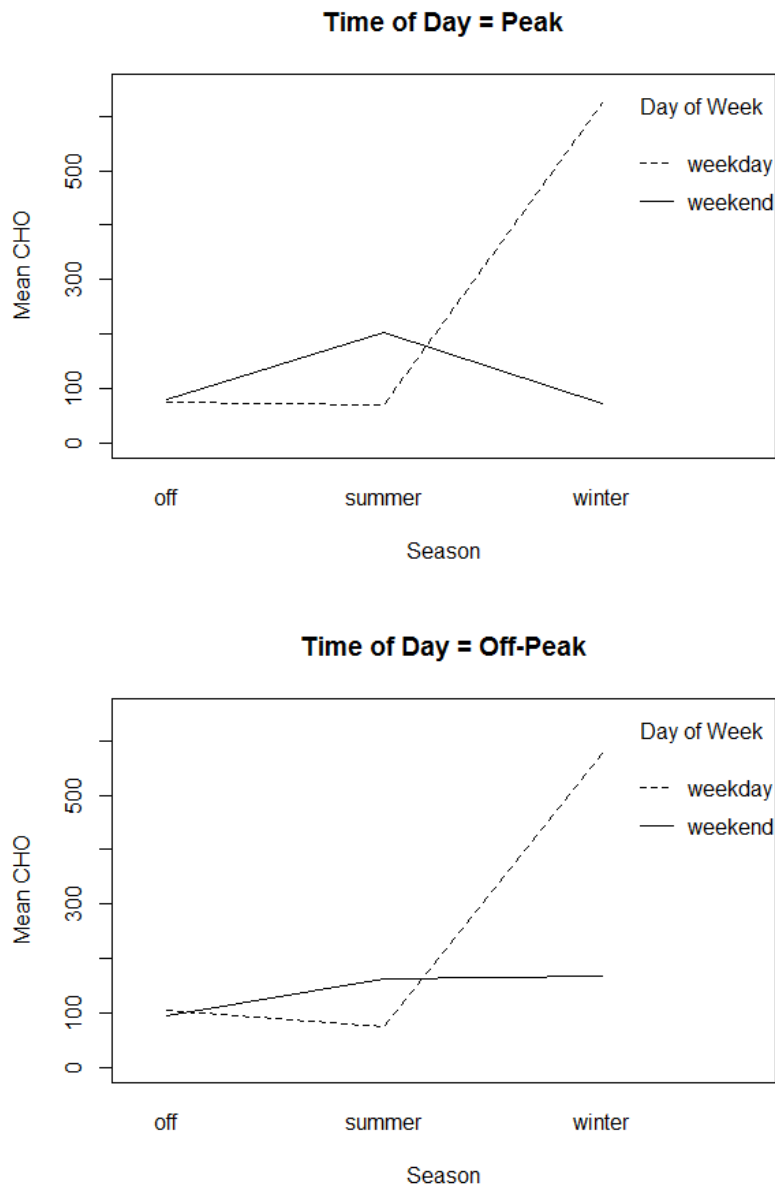 Time of Day = Peak
Day of Week
weekday
weekend
Mean CHO
500
300
100
0
off summer winter
Season
Time of Day = Off-Peak
Day of Week
weekday
weekend
Mean CHO
500
300
100
0
off summer winter
Season